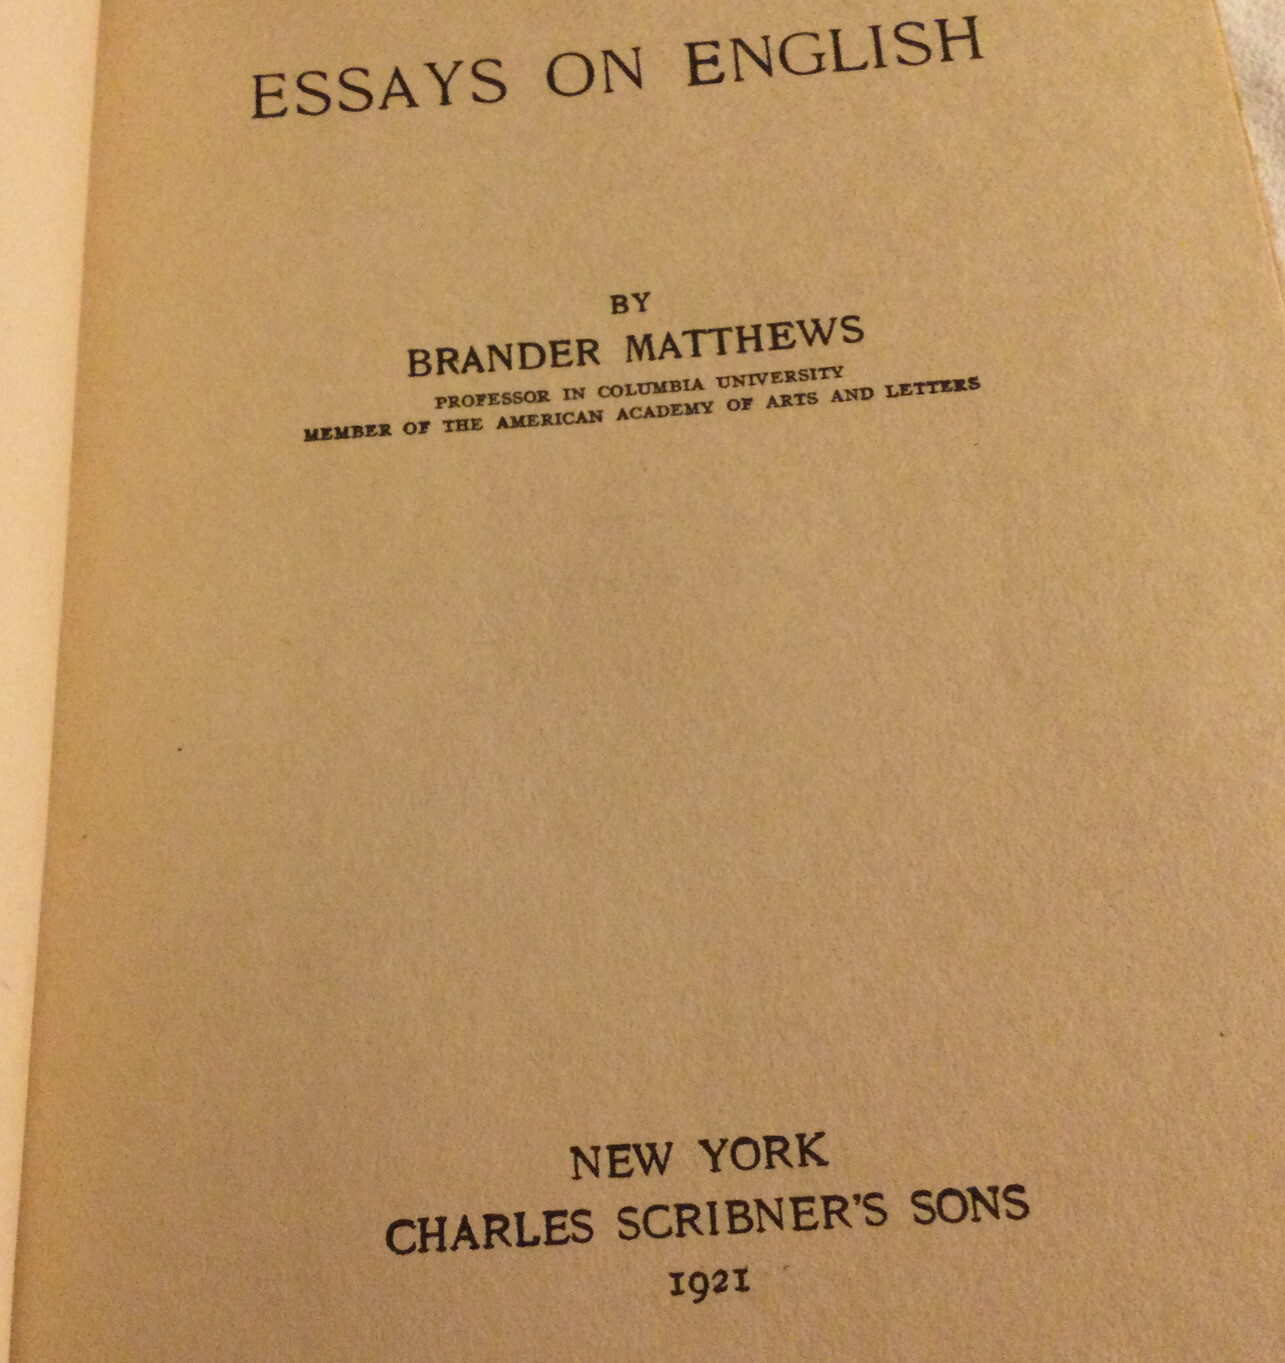 ESSAYS ON ENGLISH
BY
BRANDER MATTHEWS
PROFESSOR IN COLUMBIA UNIVERSITY
MEMBER OF THE AMERICAN ACADEMY OF ARTS AND LETTERS
NEW YORK
CHARLES SCRIBNER'S SONS
1921